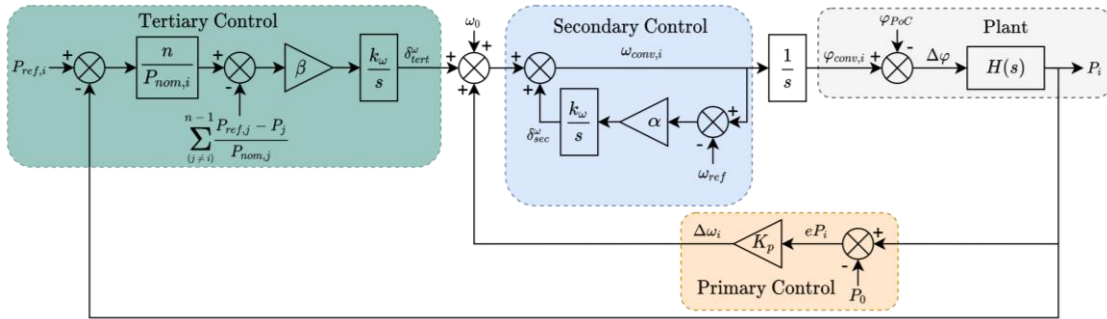 Tertiary Control
Secondary Control
Plant
P_{ref,i}
+
-
n
P_{nom,i}
+
-
β
k_ω
s
δ^ω_{tert}
+
ω_0
+
+
+
+
ω_{conv,i}
1
s
φ_{conv,i}
+
φ_{PoC}
-
Δφ
H(s)
P_i
n − 1
∑
(j ≠ i)
P_{ref,j} − P_j
P_{nom,j}
δ^ω_{sec}
k_ω
s
α
+
-
ω_{ref}
Δω_i
K_p
eP_i
+
-
P_0
Primary Control